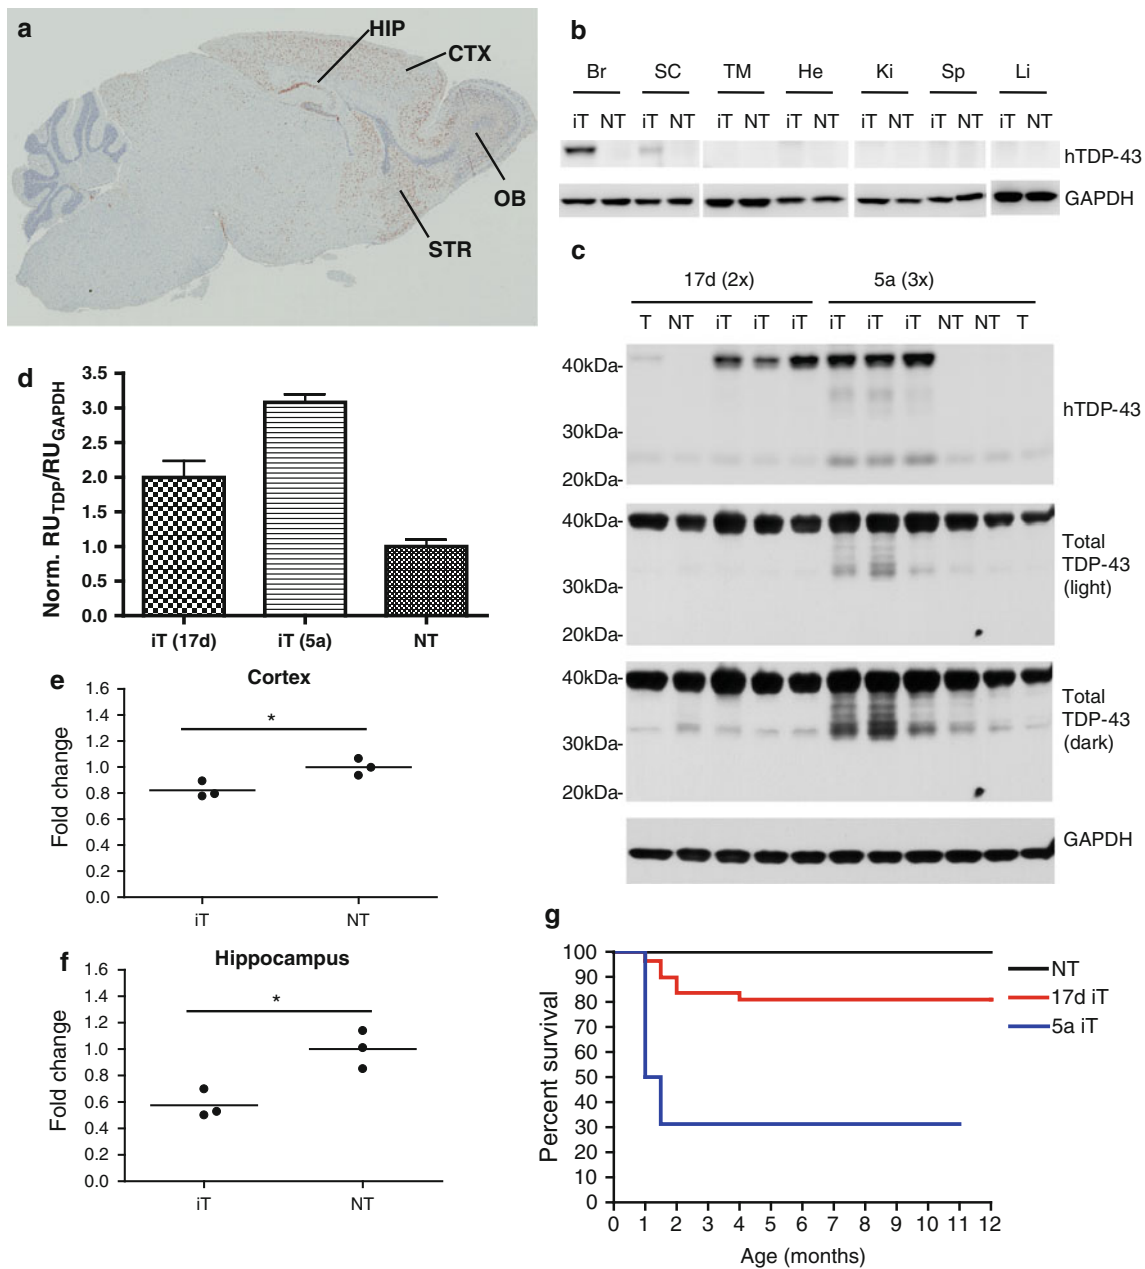 a
HIP
CTX
OB
STR
b
Br SC TM He Ki Sp Li
iT NT iT NT iT NT iT NT iT NT iT NT iT NT
hTDP-43
GAPDH
c
17d (2x) 5a (3x)
T NT iT iT iT iT iT iT NT NT T
40kDa-
30kDa-
20kDa-
hTDP-43
40kDa-
30kDa-
20kDa-
Total
TDP-43
(light)
40kDa-
30kDa-
20kDa-
Total
TDP-43
(dark)
GAPDH
d
Norm. RUTDP/RUGAPDH
3.5
3.0
2.5
2.0
1.5
1.0
0.5
0.0
iT (17d) iT (5a) NT
e
Cortex
Fold change
1.6
1.4
1.2
1.0
0.8
0.6
0.4
0.2
0.0
*
iT NT
f
Hippocampus
Fold change
1.6
1.4
1.2
1.0
0.8
0.6
0.4
0.2
0.0
*
iT NT
g
Percent survival
100
90
80
70
60
50
40
30
20
10
0
0 1 2 3 4 5 6 7 8 9 10 11 12
Age (months)
NT
17d iT
5a iT